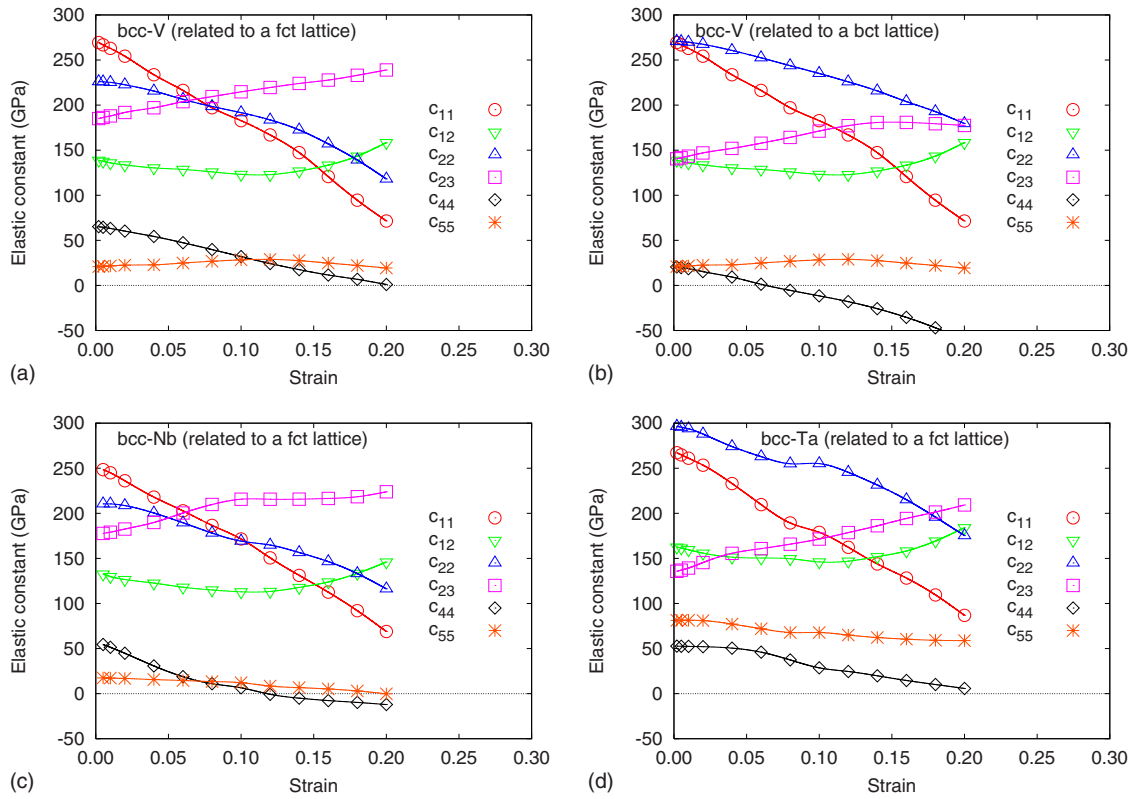 bcc-V (related to a fct lattice)
Elastic constant (GPa)
300
250
200
150
100
50
0
-50
c11
c12
c22
c23
c44
c55
0.00 0.05 0.10 0.15 0.20 0.25 0.30
(a)
Strain
bcc-V (related to a bct lattice)
Elastic constant (GPa)
300
250
200
150
100
50
0
-50
c11
c12
c22
c23
c44
c55
0.00 0.05 0.10 0.15 0.20 0.25 0.30
(b)
Strain
bcc-Nb (related to a fct lattice)
Elastic constant (GPa)
300
250
200
150
100
50
0
-50
c11
c12
c22
c23
c44
c55
0.00 0.05 0.10 0.15 0.20 0.25 0.30
(c)
Strain
bcc-Ta (related to a fct lattice)
Elastic constant (GPa)
300
250
200
150
100
50
0
-50
c11
c12
c22
c23
c44
c55
0.00 0.05 0.10 0.15 0.20 0.25 0.30
(d)
Strain